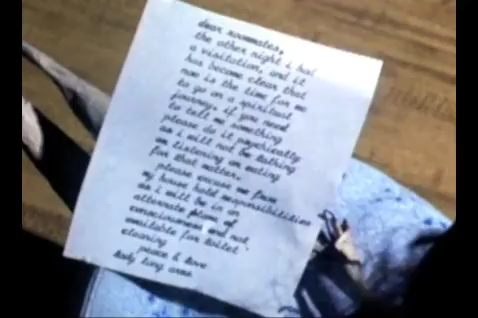 dear roommates,
the other night i had
a visitation, and it
has become clear that
now is the time for me
to go on a spiritual
journey. if you need
to tell me something
please do it psychically
as i will not be talking
or listening or eating
for that matter.
please excuse me from
my house hold responsibilities
as i will be in an
alternate plane of
consciousness and not
available for toilet
cleaning
peace & love
lady long arms